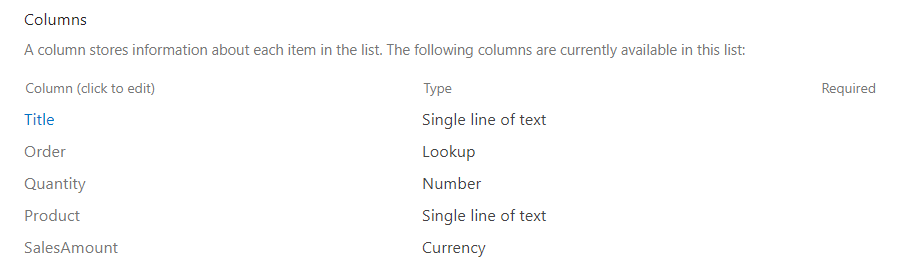 Columns
A column stores information about each item in the list. The following columns are currently available in this list:
Column (click to edit) Type Required
Title Single line of text
Order Lookup
Quantity Number
Product Single line of text
SalesAmount Currency